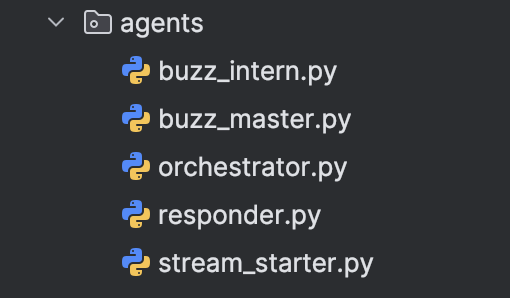 agents
buzz_intern.py
buzz_master.py
orchestrator.py
responder.py
stream_starter.py